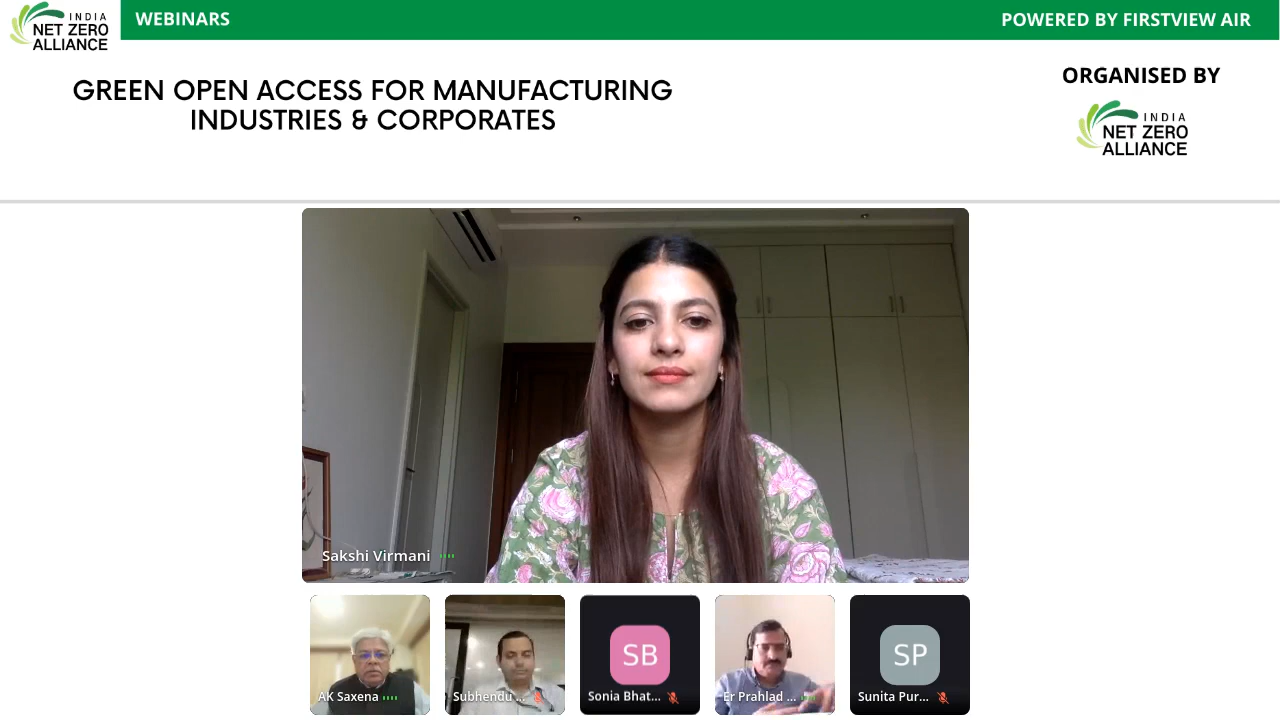 INDIA
NET ZERO
ALLIANCE
WEBINARS
POWERED BY FIRSTVIEW AIR
GREEN OPEN ACCESS FOR MANUFACTURING
INDUSTRIES & CORPORATES
ORGANISED BY
INDIA
NET ZERO
ALLIANCE
Sakshi Virmani
AK Saxena
Subhendu ...
SB
Sonia Bhat...
Er Prahlad ...
SP
Sunita Pur...